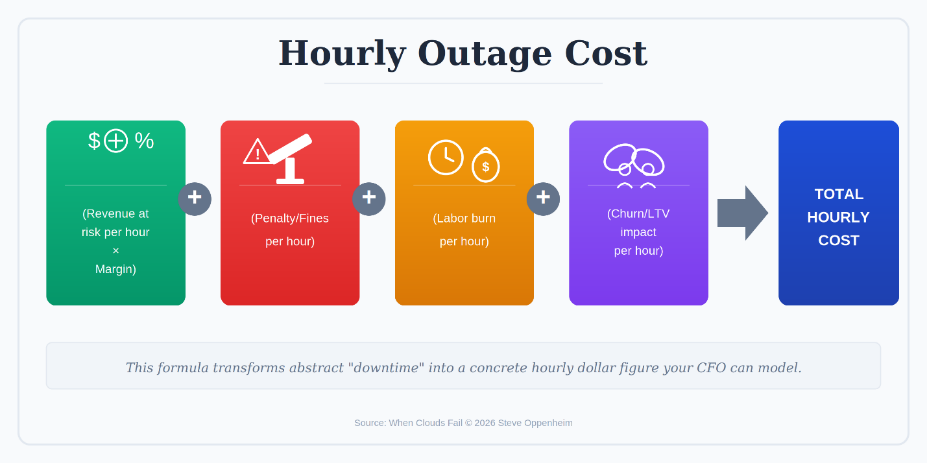 Hourly Outage Cost
$ + %
(Revenue at
risk per hour
×
Margin)
+
!
(Penalty/Fines
per hour)
+
$
(Labor burn
per hour)
+
(Churn/LTV
impact
per hour)
TOTAL
HOURLY
COST
This formula transforms abstract "downtime" into a concrete hourly dollar figure your CFO can model.
Source: When Clouds Fail © 2026 Steve Oppenheim